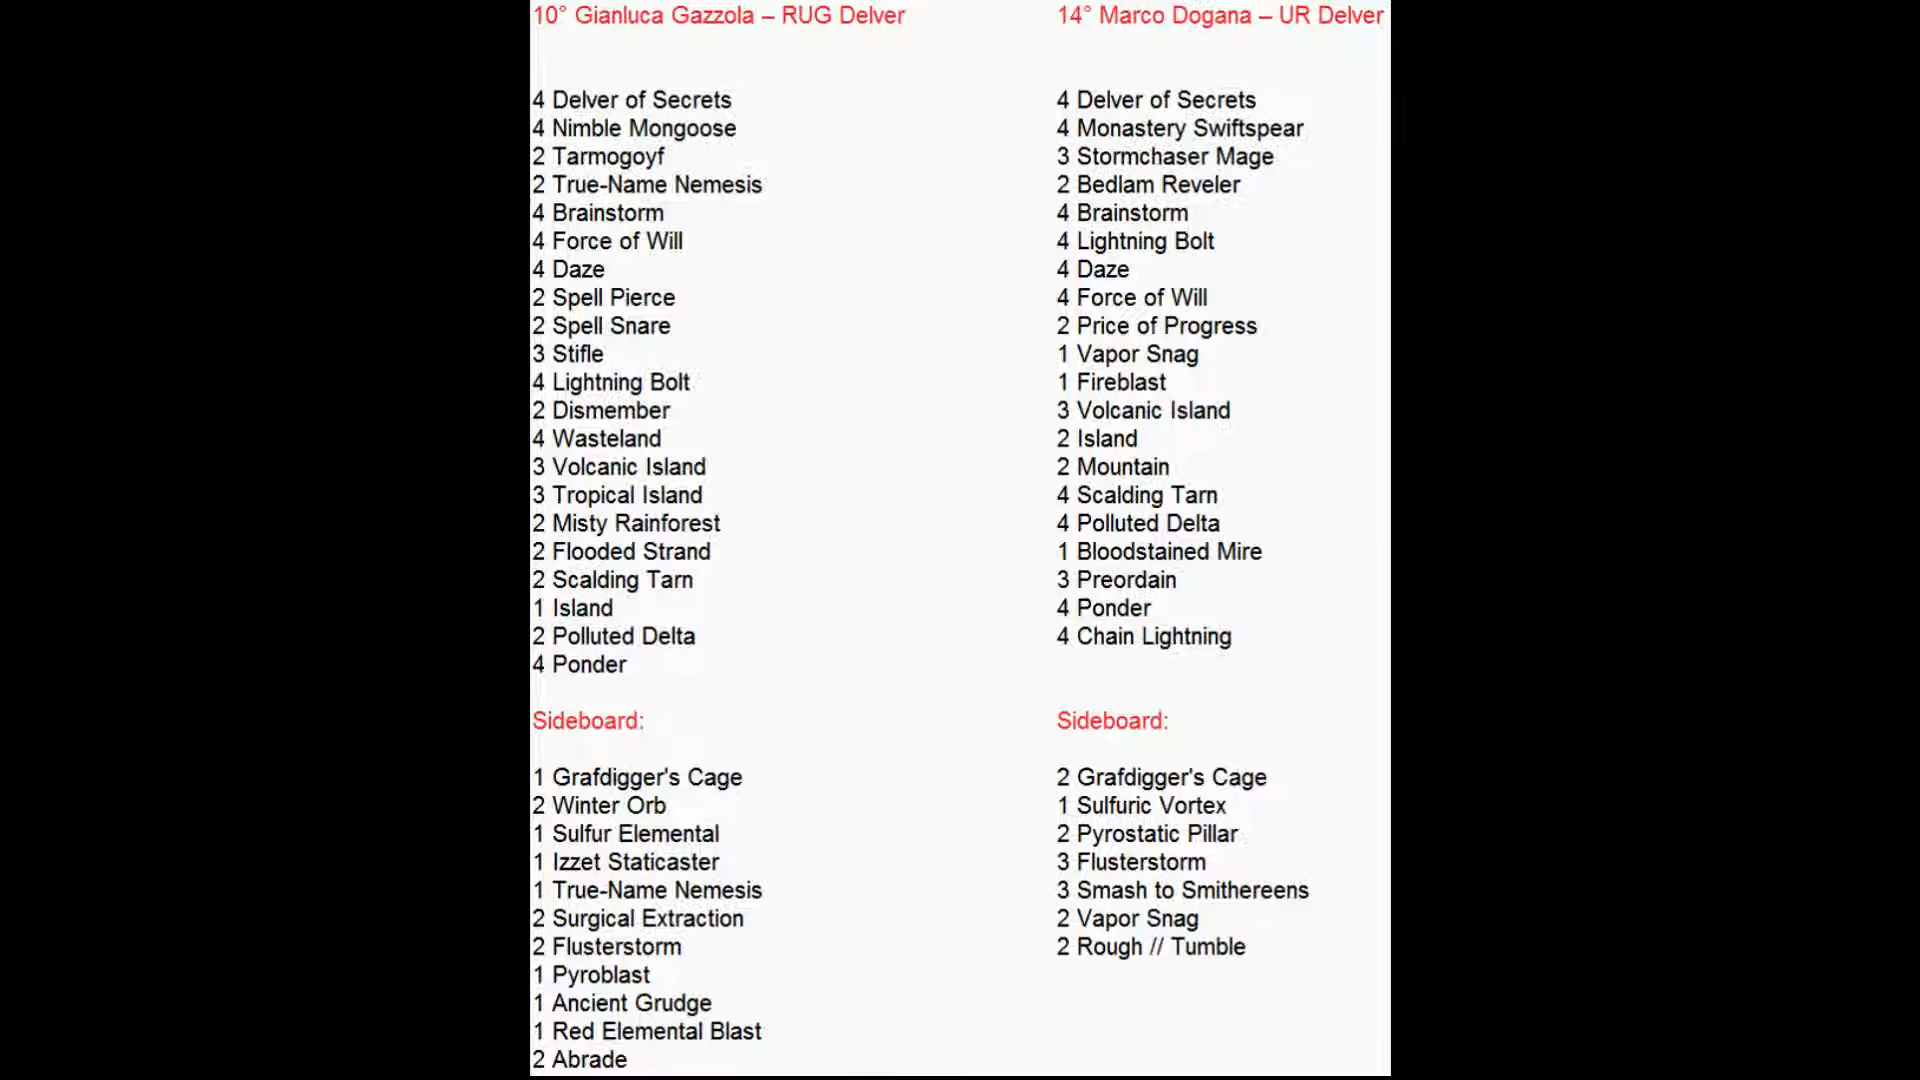 10° Gianluca Gazzola – RUG Delver
4 Delver of Secrets
4 Nimble Mongoose
2 Tarmogoyf
2 True-Name Nemesis
4 Brainstorm
4 Force of Will
4 Daze
2 Spell Pierce
2 Spell Snare
3 Stifle
4 Lightning Bolt
2 Dismember
4 Wasteland
3 Volcanic Island
3 Tropical Island
2 Misty Rainforest
2 Flooded Strand
2 Scalding Tarn
1 Island
2 Polluted Delta
4 Ponder
Sideboard:
1 Grafdigger's Cage
2 Winter Orb
1 Sulfur Elemental
1 Izzet Staticaster
1 True-Name Nemesis
2 Surgical Extraction
2 Flusterstorm
1 Pyroblast
1 Ancient Grudge
1 Red Elemental Blast
2 Abrade
14° Marco Dogana – UR Delver
4 Delver of Secrets
4 Monastery Swiftspear
3 Stormchaser Mage
2 Bedlam Reveler
4 Brainstorm
4 Lightning Bolt
4 Daze
4 Force of Will
2 Price of Progress
1 Vapor Snag
1 Fireblast
3 Volcanic Island
2 Island
2 Mountain
4 Scalding Tarn
4 Polluted Delta
1 Bloodstained Mire
3 Preordain
4 Ponder
4 Chain Lightning
Sideboard:
2 Grafdigger's Cage
1 Sulfuric Vortex
2 Pyrostatic Pillar
3 Flusterstorm
3 Smash to Smithereens
2 Vapor Snag
2 Rough // Tumble